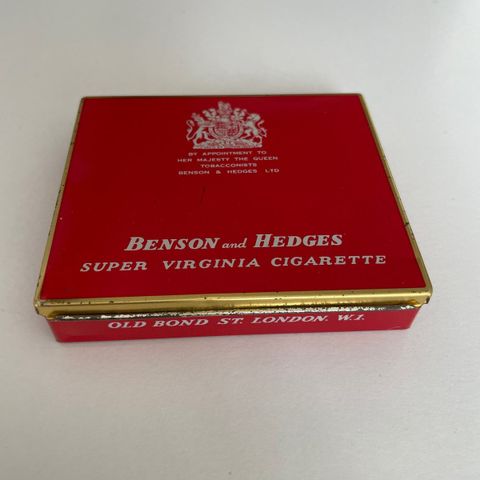 BY APPOINTMENT TO
HER MAJESTY THE QUEEN
TOBACCONISTS
BENSON & HEDGES LTD
BENSON and HEDGES
SUPER VIRGINIA CIGARETTE
OLD BOND ST. LONDON. W.I.